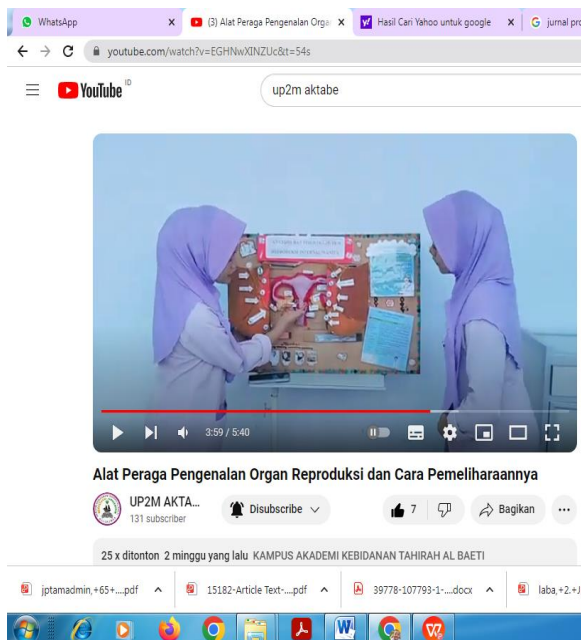 WhatsApp
(3) Alat Peraga Pengenalan Orga
Hasil Cari Yahoo untuk google
jurnal pro
youtube.com/watch?v=EGHNwXINZUc&t=54s
YouTube ID
up2m aktabe
3:59 / 5:40
Alat Peraga Pengenalan Organ Reproduksi dan Cara Pemeliharaannya
UP2M AKTA...
131 subscriber
Disubscribe
7
Bagikan
25 x ditonton 2 minggu yang lalu KAMPUS AKADEMI KEBIDANAN TAHIRAH AL BAETI
jptamadmin,+65+....pdf
15182-Article Text-....pdf
39778-107793-1-....docx
laba,+2.+J